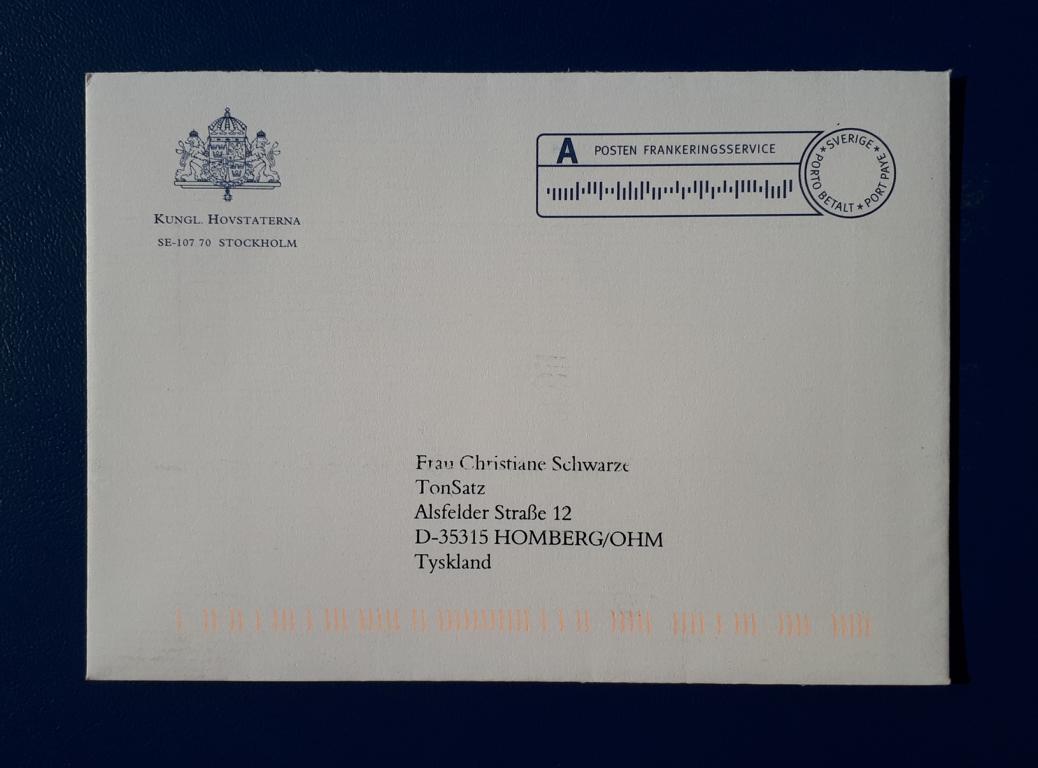 KUNGL. HOVSTATERNA
SE-107 70 STOCKHOLM
A POSTEN FRANKERINGSSERVICE
SVERIGE ★ PORT PAYE ★ PORTO BETALT ★
Frau Christiane Schwarze
TonSatz
Alsfelder Straße 12
D-35315 HOMBERG/OHM
Tyskland